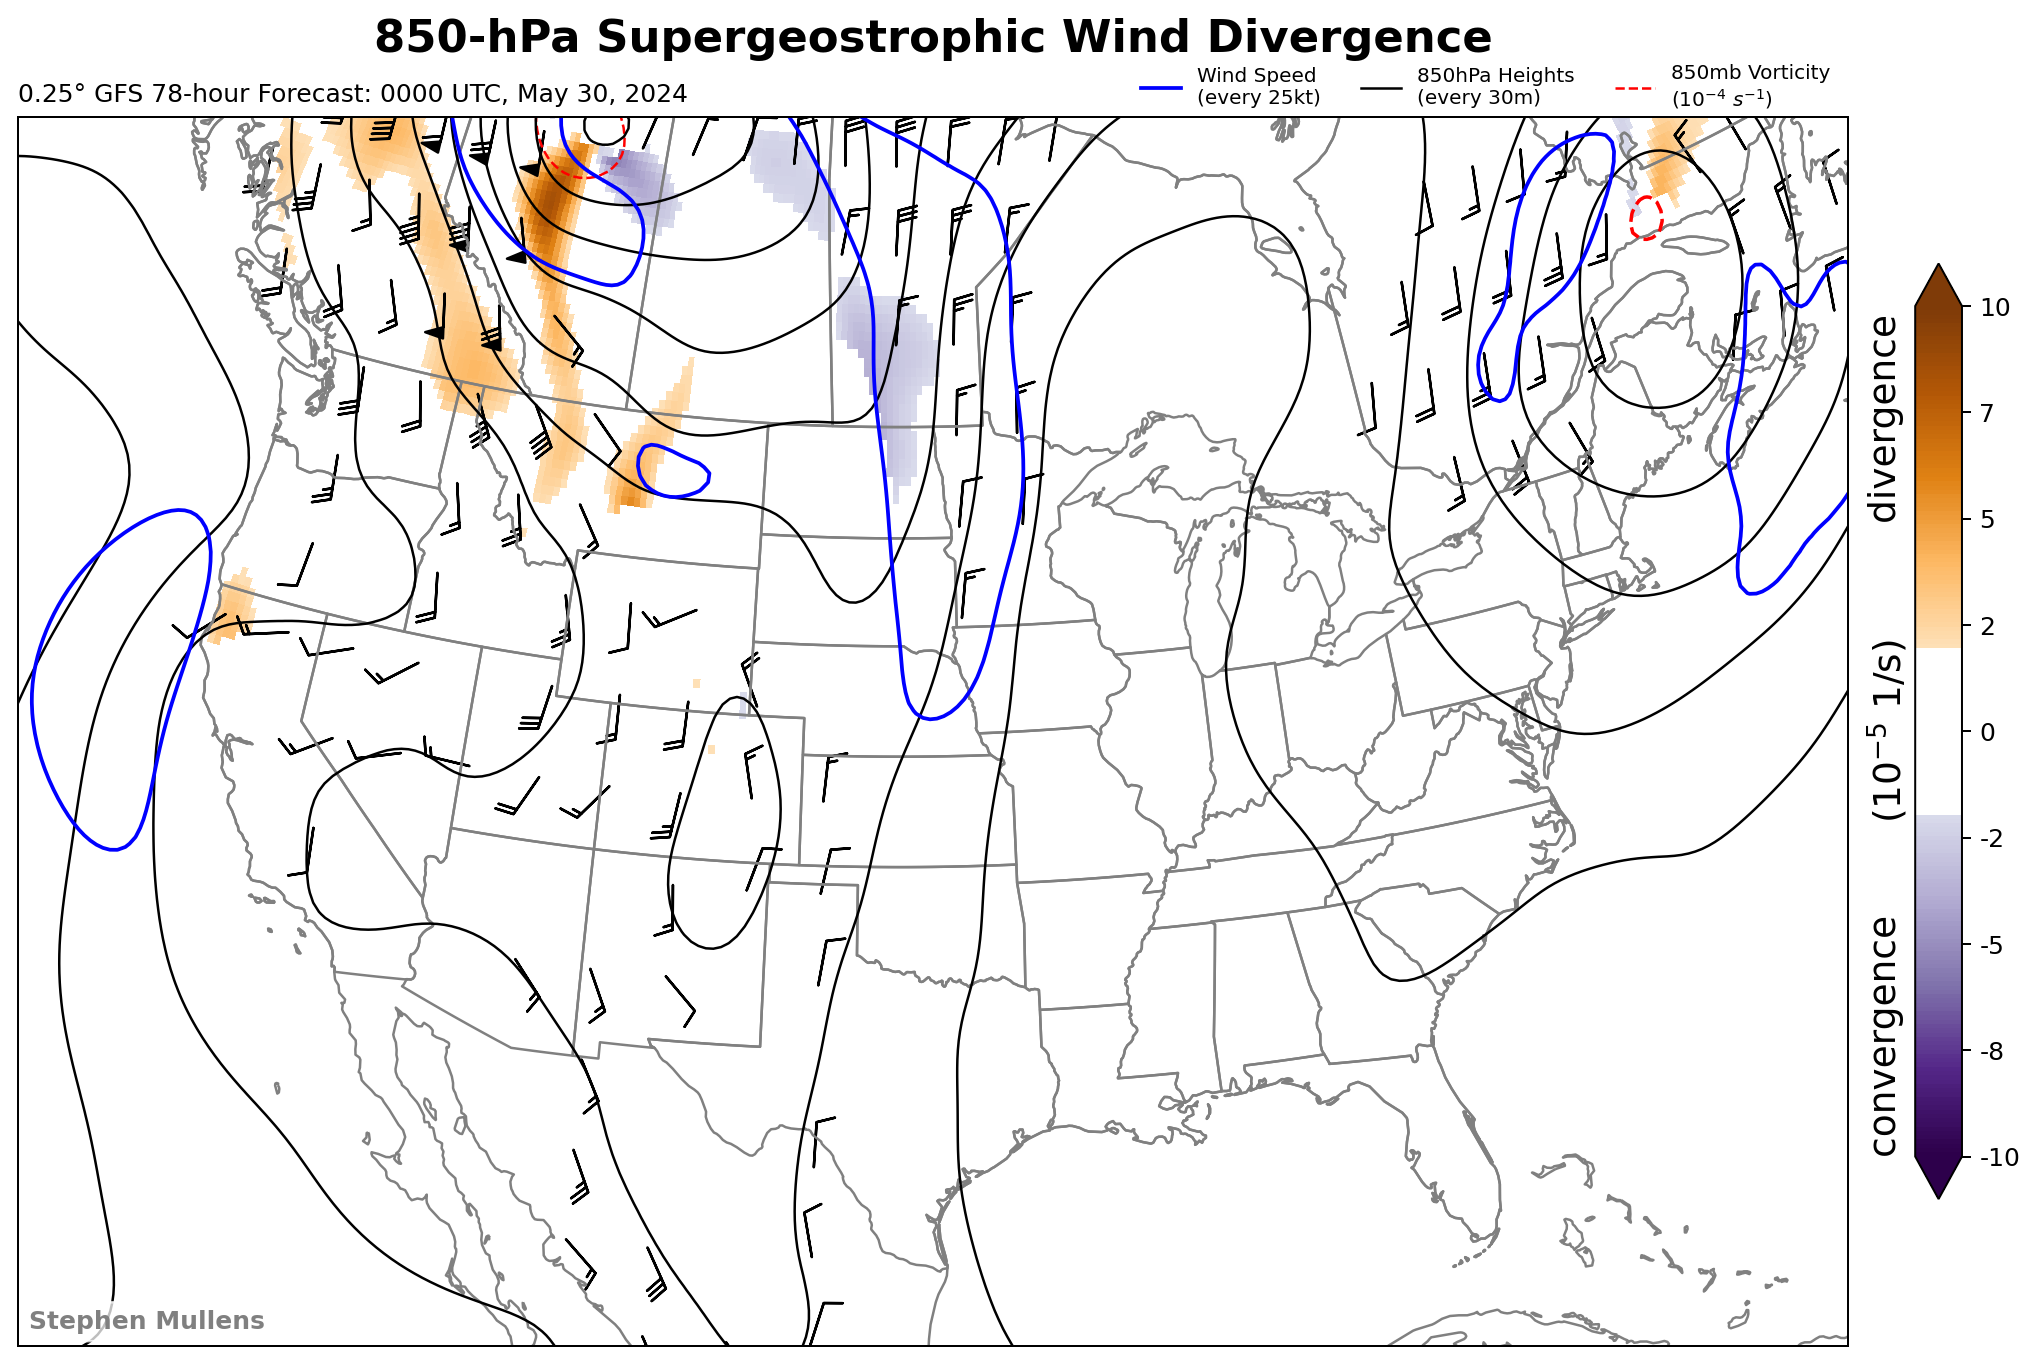 850-hPa Supergeostrophic Wind Divergence
0.25° GFS 78-hour Forecast: 0000 UTC, May 30, 2024
Wind Speed
(every 25kt)
850hPa Heights
(every 30m)
850mb Vorticity
(10⁻⁴ s⁻¹)
10
7
5
2
0
-2
-5
-8
-10
convergence (10⁻⁵ 1/s) divergence
Stephen Mullens